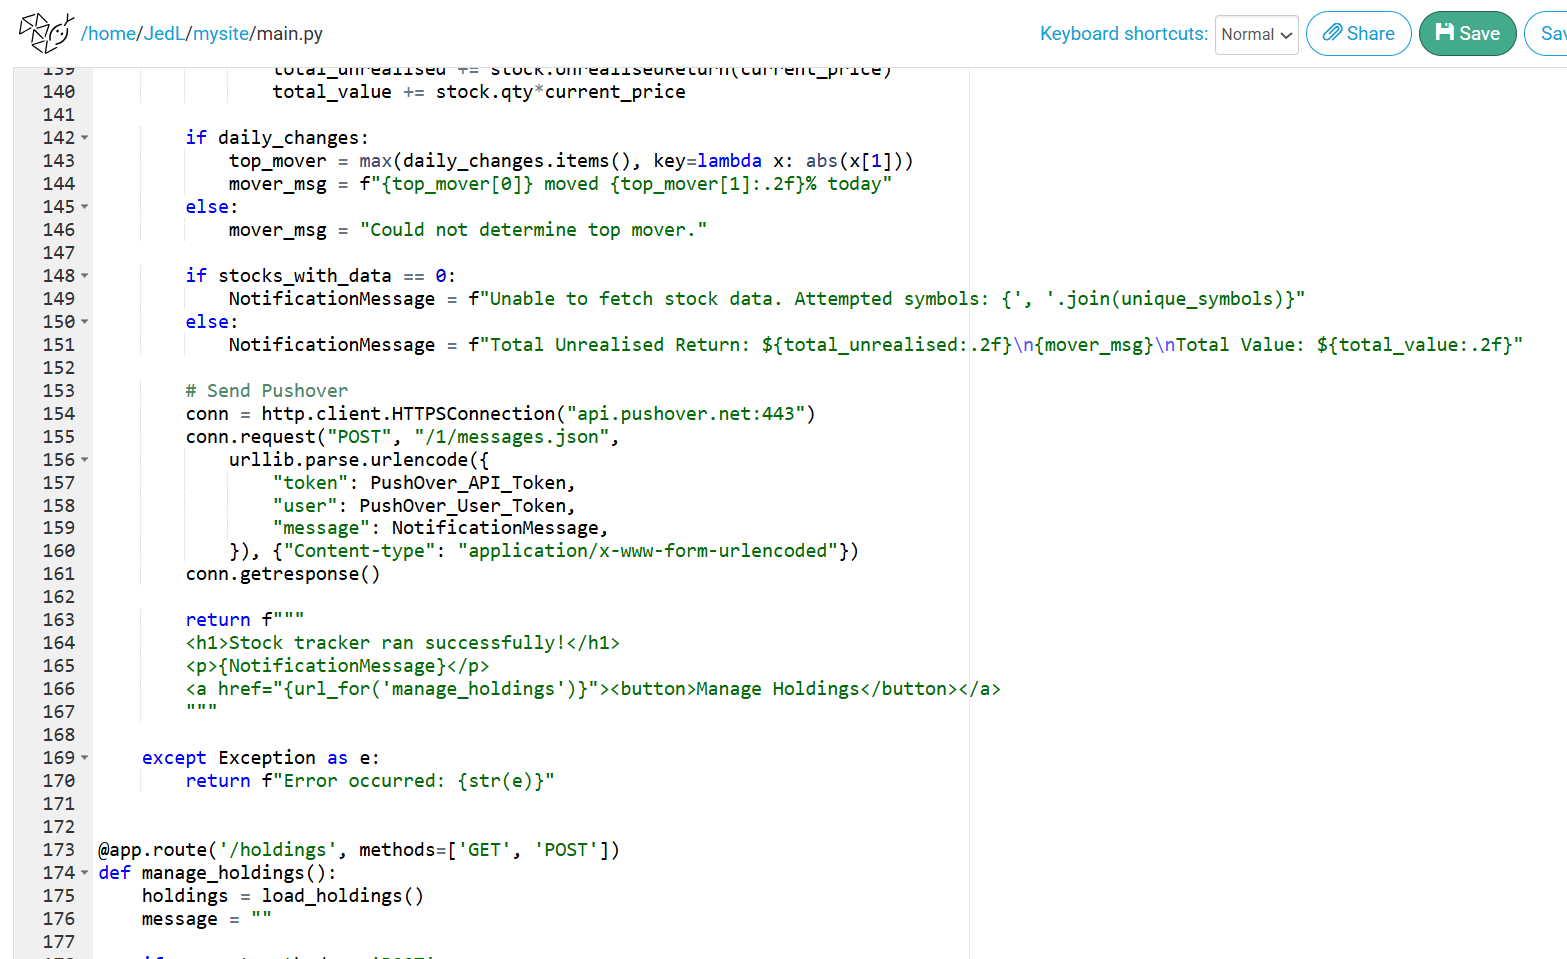 /home/JedL/mysite/main.py
Keyboard shortcuts: Normal Share Save
139 total_unrealised += stock.UnrealisedReturn(current_price)
140 total_value += stock.qty*current_price
141
142 if daily_changes:
143 top_mover = max(daily_changes.items(), key=lambda x: abs(x[1]))
144 mover_msg = f"{top_mover[0]} moved {top_mover[1]:.2f}% today"
145 else:
146 mover_msg = "Could not determine top mover."
147
148 if stocks_with_data == 0:
149 NotificationMessage = f"Unable to fetch stock data. Attempted symbols: {', '.join(unique_symbols)}"
150 else:
151 NotificationMessage = f"Total Unrealised Return: ${total_unrealised:.2f}\n{mover_msg}\nTotal Value: ${total_value:.2f}"
152
153 # Send Pushover
154 conn = http.client.HTTPSConnection("api.pushover.net:443")
155 conn.request("POST", "/1/messages.json",
156 urllib.parse.urlencode({
157 "token": PushOver_API_Token,
158 "user": PushOver_User_Token,
159 "message": NotificationMessage,
160 }), {"Content-type": "application/x-www-form-urlencoded"})
161 conn.getresponse()
162
163 return f"""
164 <h1>Stock tracker ran successfully!</h1>
165 <p>{NotificationMessage}</p>
166 <a href="{url_for('manage_holdings')}"><button>Manage Holdings</button></a>
167 """
168
169 except Exception as e:
170 return f"Error occurred: {str(e)}"
171
172
173 @app.route('/holdings', methods=['GET', 'POST'])
174 def manage_holdings():
175 holdings = load_holdings()
176 message = ""
177